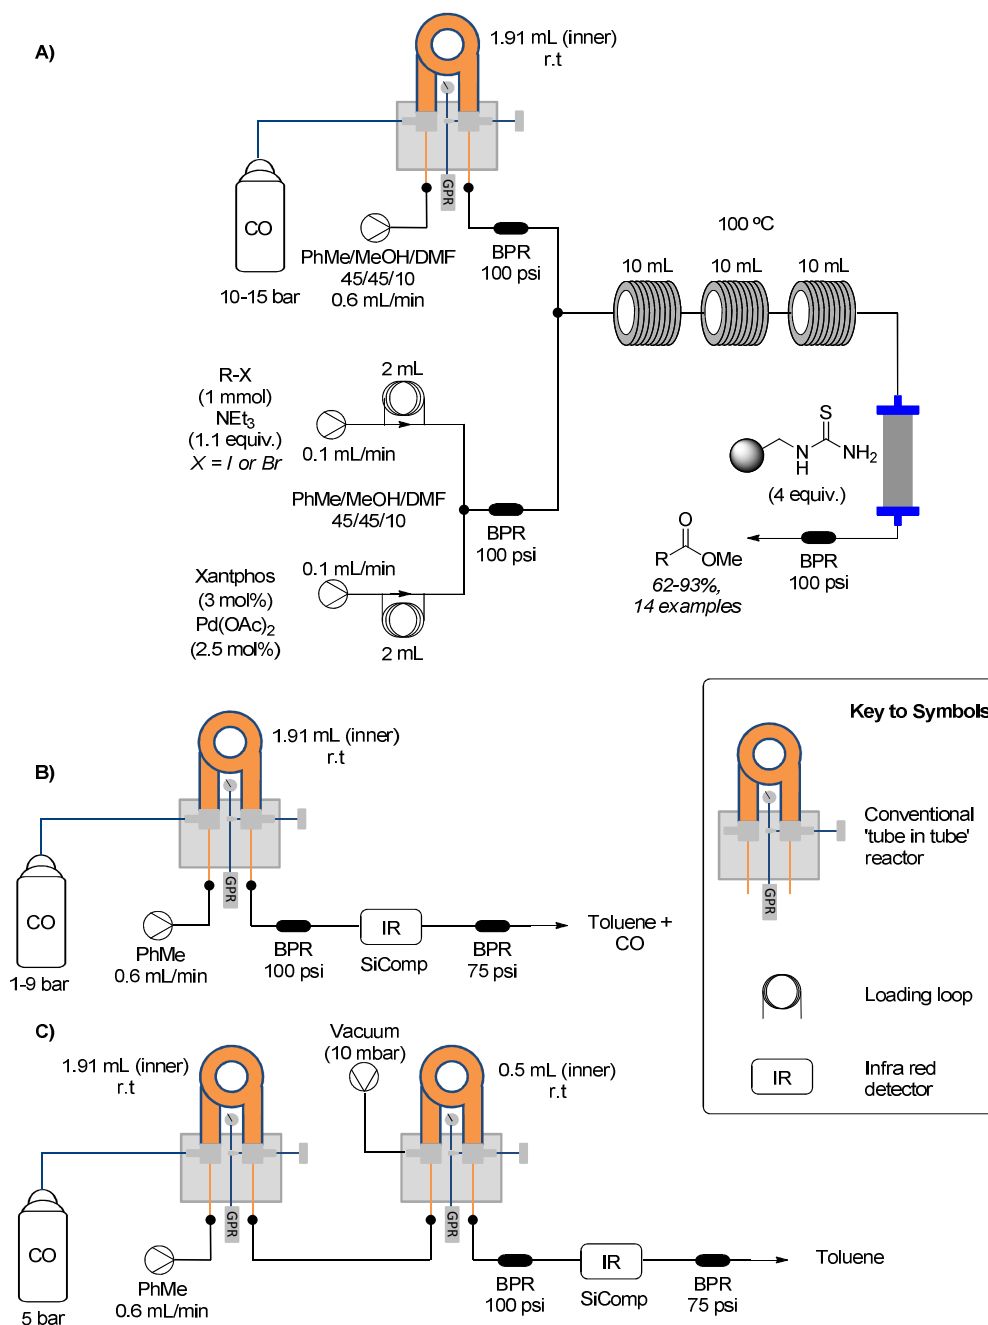 A)
1.91 mL (inner)
r.t
GPR
CO
10-15 bar
PhMe/MeOH/DMF
45/45/10
0.6 mL/min
BPR
100 psi
100 ºC
10 mL
10 mL
10 mL
R-X
(1 mmol)
NEt3
(1.1 equiv.)
X = I or Br
2 mL
0.1 mL/min
PhMe/MeOH/DMF
45/45/10
BPR
100 psi
Xantphos
(3 mol%)
Pd(OAc)2
(2.5 mol%)
0.1 mL/min
2 mL
S
N
H
NH2
(4 equiv.)
O
R
OMe
62-93%,
14 examples
BPR
100 psi
B)
1.91 mL (inner)
r.t
GPR
CO
1-9 bar
PhMe
0.6 mL/min
BPR
100 psi
IR
SiComp
BPR
75 psi
Toluene +
CO
C)
1.91 mL (inner)
r.t
GPR
CO
5 bar
PhMe
0.6 mL/min
Vacuum
(10 mbar)
0.5 mL (inner)
r.t
GPR
BPR
100 psi
IR
SiComp
BPR
75 psi
Toluene
Key to Symbols
GPR
Conventional
'tube in tube'
reactor
Loading loop
IR
Infra red
detector